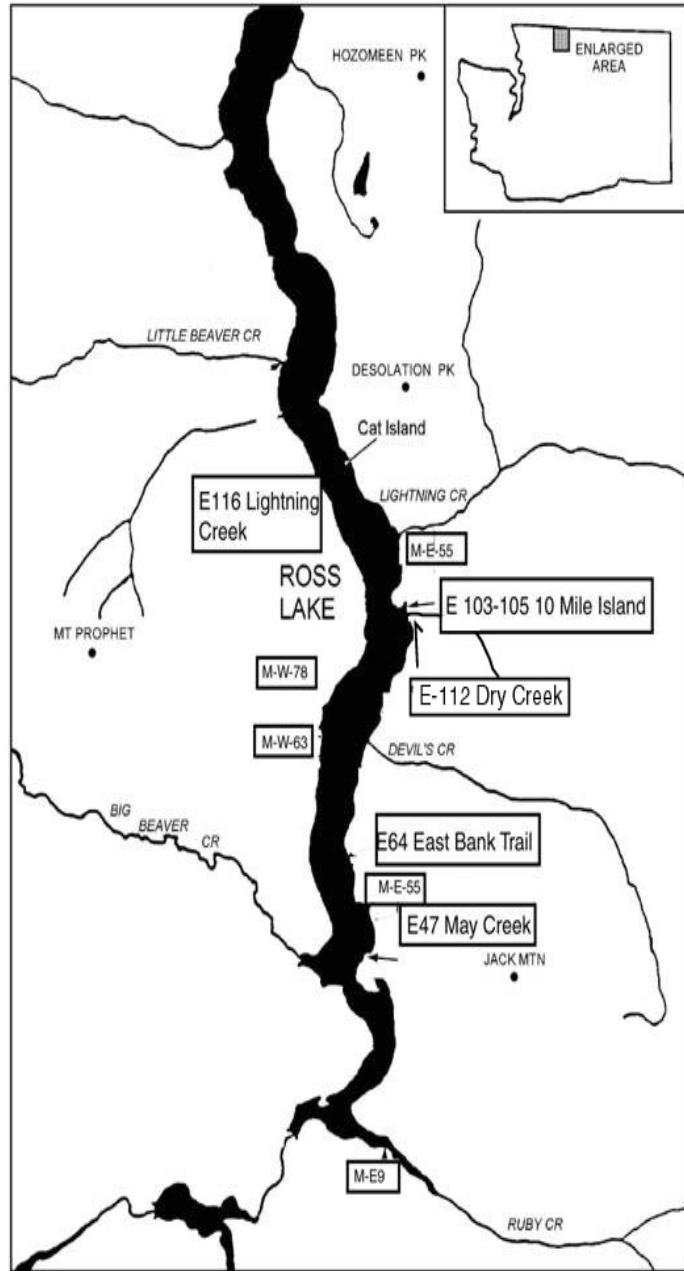 HOZOMEEN PK
ENLARGED
AREA
LITTLE BEAVER CR
DESOLATION PK
Cat Island
E116 Lightning
Creek
LIGHTNING CR
M-E-55
ROSS
LAKE
E 103-105 10 Mile Island
MT PROPHET
M-W-78
E-112 Dry Creek
M-W-63
DEVIL'S CR
BIG
BEAVER
CR
E64 East Bank Trail
M-E-55
E47 May Creek
JACK MTN
M-E9
RUBY CR